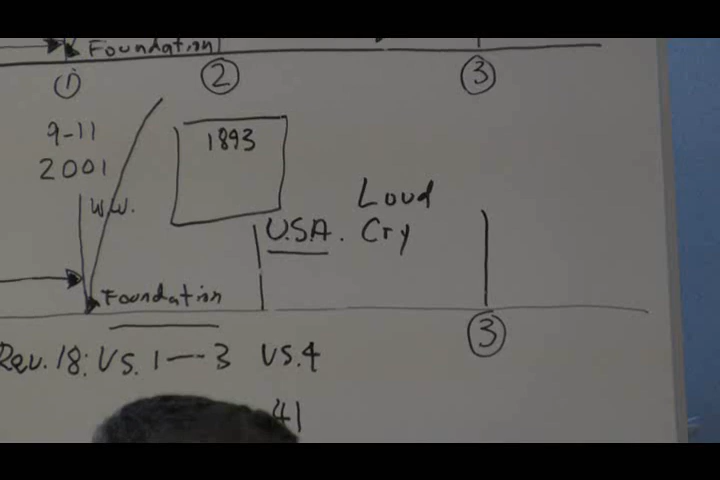 Foundation
① ② ③
9-11
2001
1893
W.W.
Loud
U.S.A. Cry
Foundation
③
Rev. 18: VS. 1—3 VS.4
41